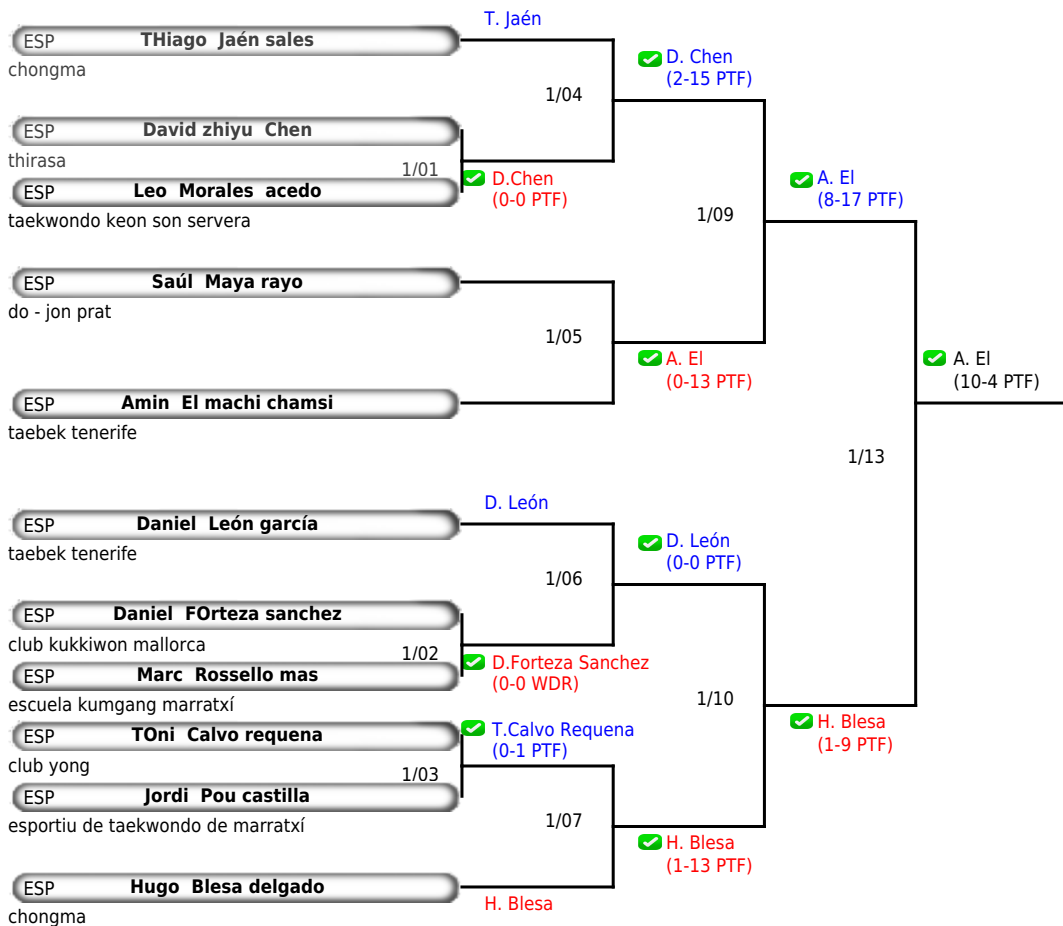 T. Jaén
ESP THiago Jaén sales
chongma
D. Chen
(2-15 PTF)
1/04
ESP David zhiyu Chen
thirasa
1/01
D.Chen
(0-0 PTF)
ESP Leo Morales acedo
taekwondo keon son servera
A. El
(8-17 PTF)
1/09
ESP Saúl Maya rayo
do - jon prat
1/05
A. El
(0-13 PTF)
A. El
(10-4 PTF)
ESP Amin El machi chamsi
taebek tenerife
1/13
D. León
ESP Daniel León garcía
taebek tenerife
D. León
(0-0 PTF)
1/06
ESP Daniel FOrteza sanchez
club kukkiwon mallorca
1/02
D.Forteza Sanchez
(0-0 WDR)
ESP Marc Rossello mas
escuela kumgang marratxí
1/10
ESP TOni Calvo requena
club yong
T.Calvo Requena
(0-1 PTF)
H. Blesa
(1-9 PTF)
1/03
ESP Jordi Pou castilla
esportiu de taekwondo de marratxí
1/07
H. Blesa
(1-13 PTF)
ESP Hugo Blesa delgado
chongma
H. Blesa